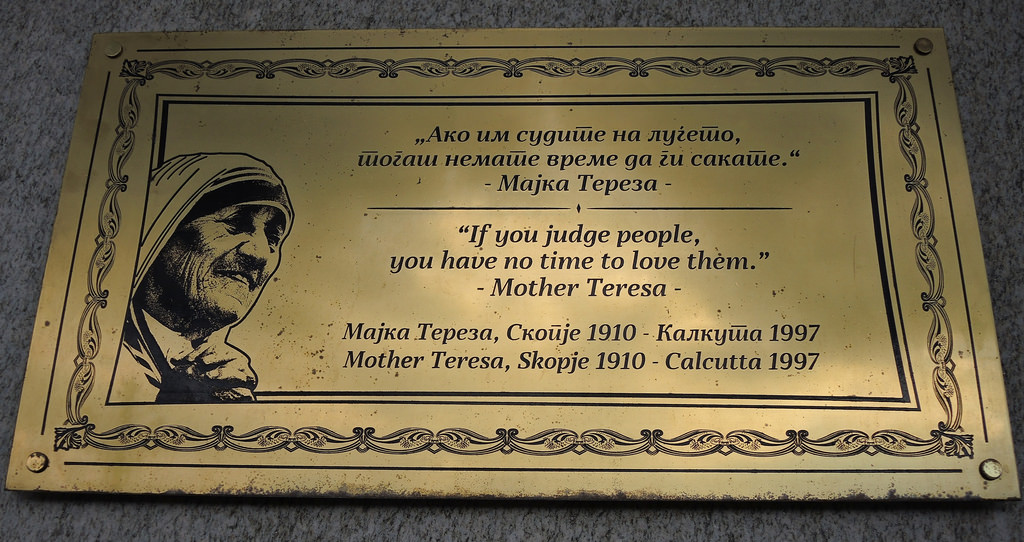 „Ако им судите на луѓето,
тогаш немате време да ги сакате.“
- Мајка Тереза -
“If you judge people,
you have no time to love them.”
- Mother Teresa -
Мајка Тереза, Скопје 1910 - Калкута 1997
Mother Teresa, Skopje 1910 - Calcutta 1997